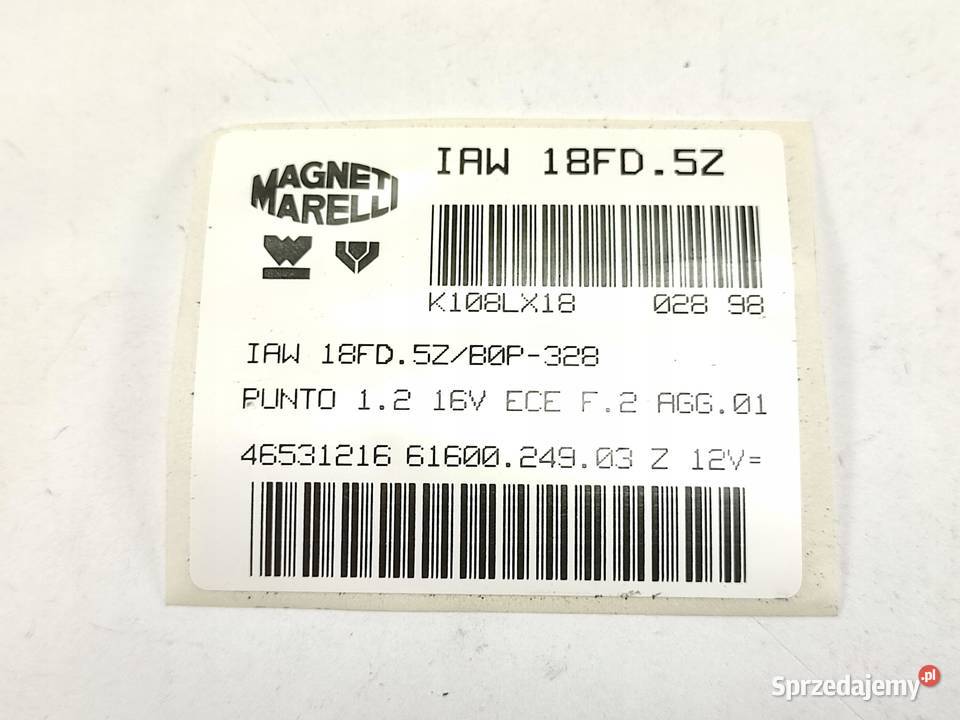 IAW 18FD.5Z
MAGNETI
MARELLI
K108LX18 028 98
IAW 18FD.5Z/B0P-328
PUNTO 1.2 16V ECE F.2 AGG.01
46531216 61600.249.03 Z 12V=
Sprzedajemy.pl